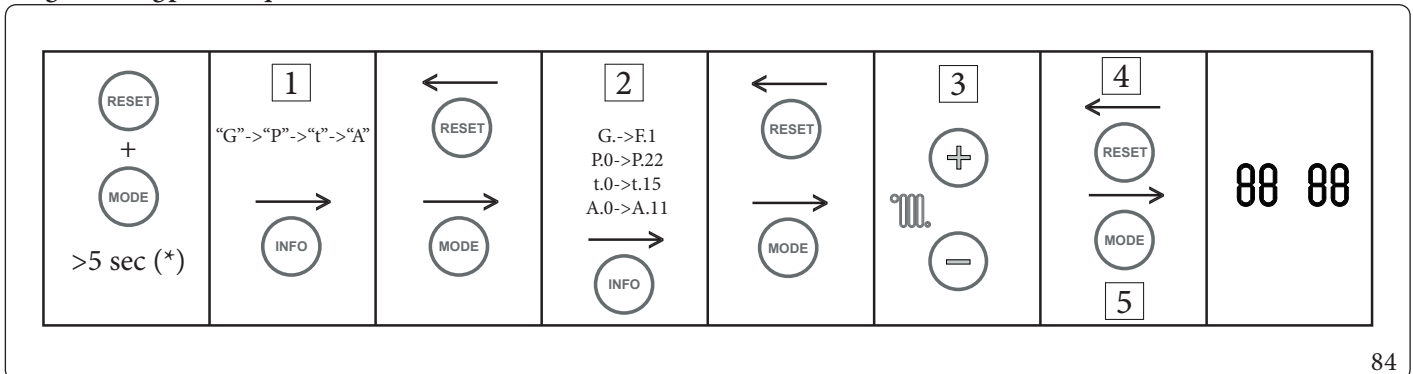 RESET
+
MODE
>5 sec (*)
1
“G”->“P”->“t”->“A”
INFO
RESET
MODE
2
G.->F.1
P.0->P.22
t.0->t.15
A.0->A.11
INFO
RESET
MODE
3
+
−
4
RESET
MODE
5
88 88
84